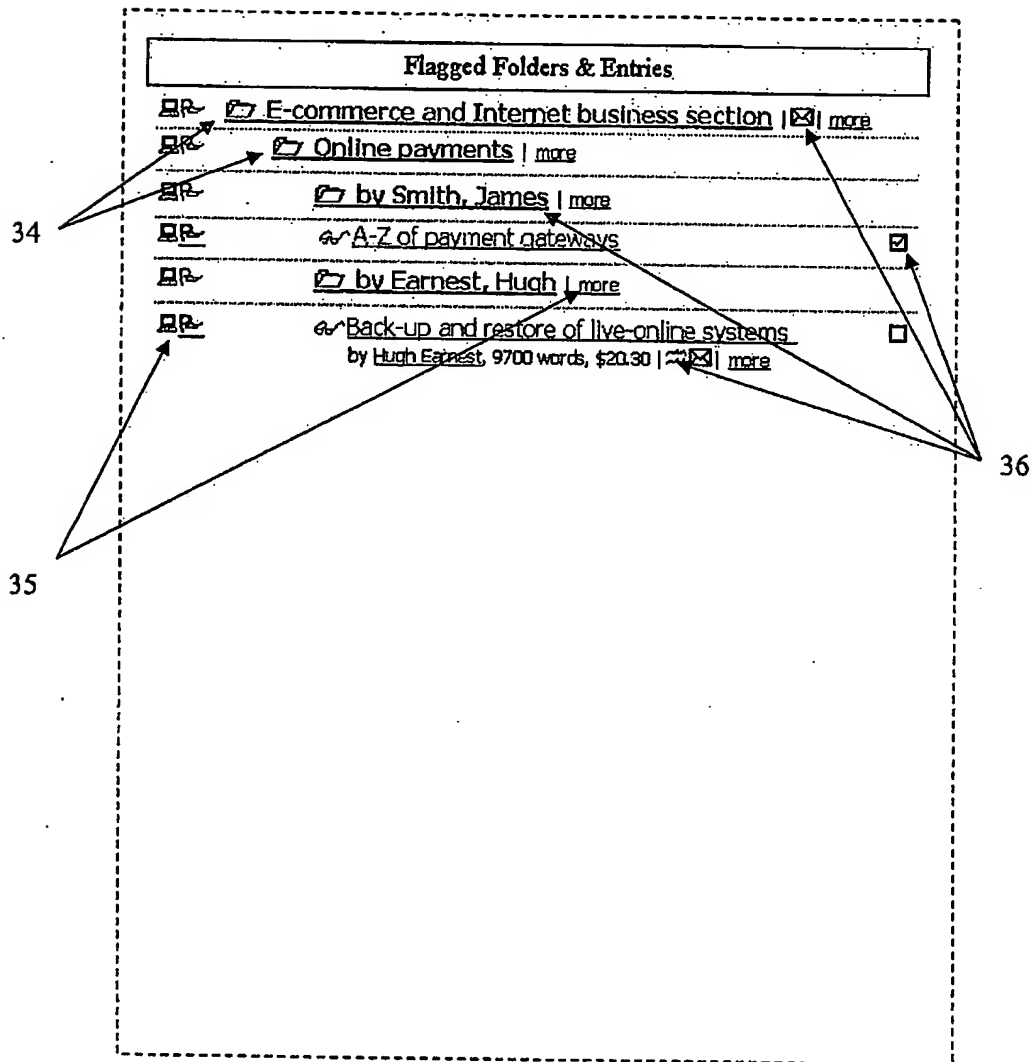 Flagged Folders & Entries
E-commerce and Internet business section | | more
Online payments | more
by Smith, James | more
34
A-Z of payment gateways
by Earnest, Hugh | more
Back-up and restore of live-online systems
by Hugh Earnest, 9700 words, $20.30 | | more
36
35